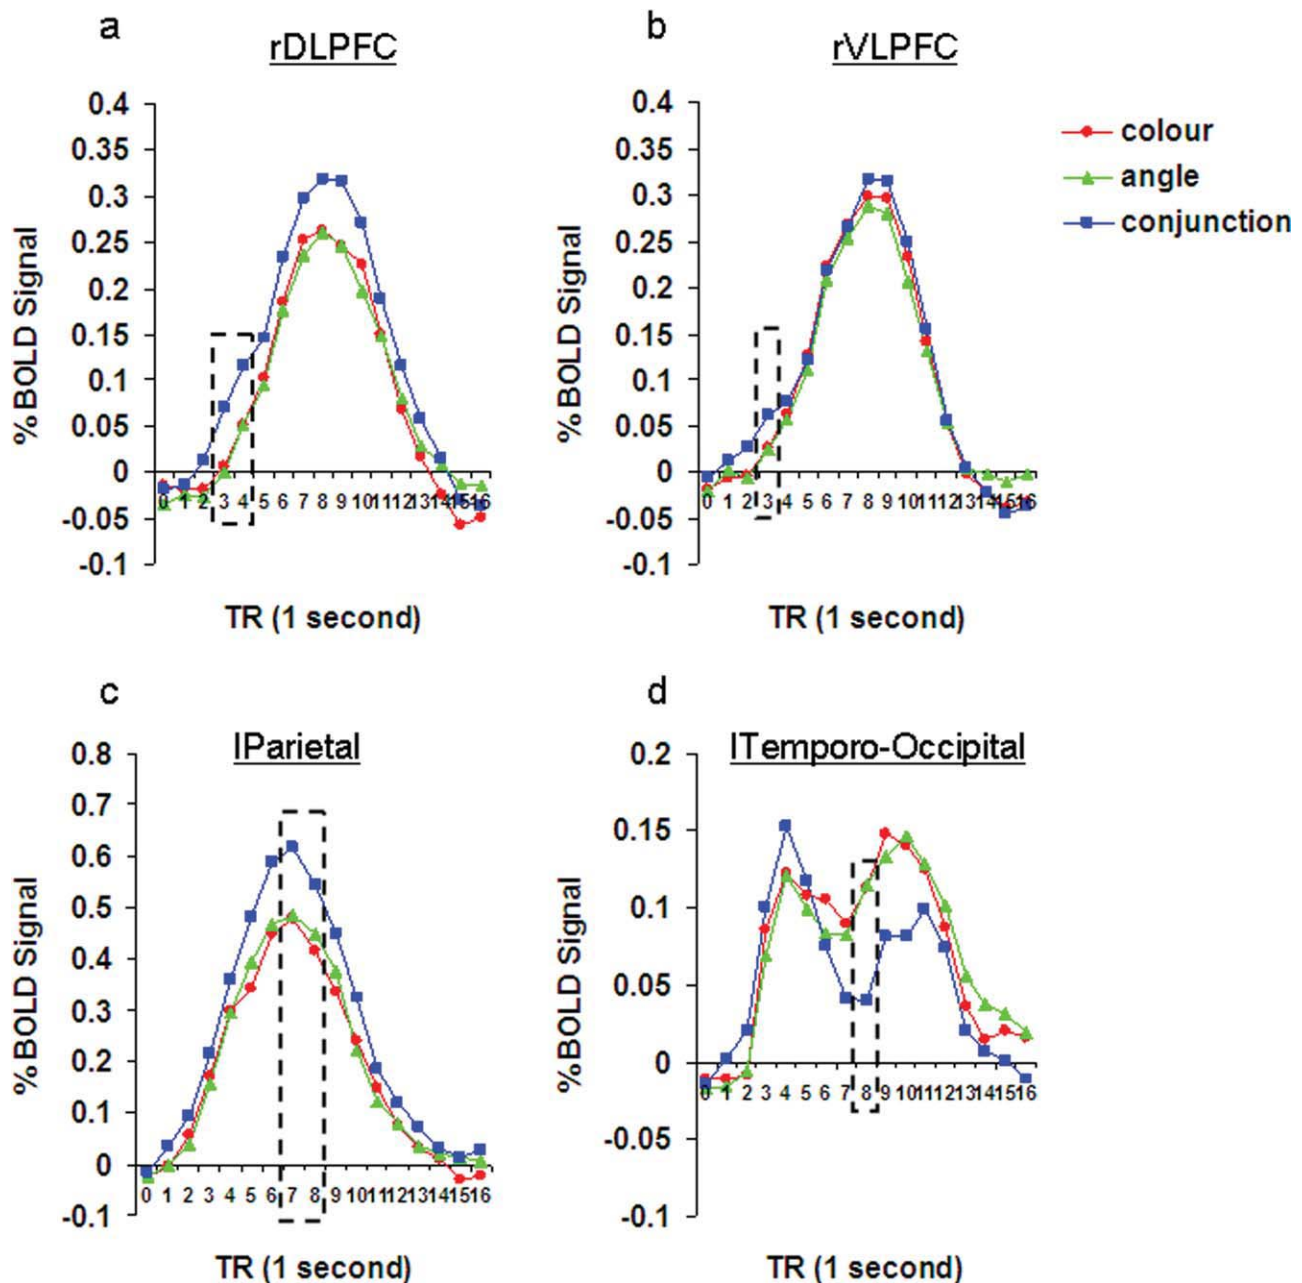 a
rDLPFC
0.4
0.35
0.3
0.25
0.2
0.15
0.1
0.05
0
-0.05
-0.1
%BOLD Signal
0 1 2 3 4 5 6 7 8 9 10 11 12 13 14 15 16
TR (1 second)
b
rVLPFC
0.4
0.35
0.3
0.25
0.2
0.15
0.1
0.05
0
-0.05
-0.1
%BOLD Signal
0 1 2 3 4 5 6 7 8 9 10 11 12 13 14 15 16
TR (1 second)
colour
angle
conjunction
c
lParietal
0.8
0.7
0.6
0.5
0.4
0.3
0.2
0.1
0
-0.1
%BOLD Signal
0 1 2 3 4 5 6 7 8 9 10 11 12 13 14 15 16
TR (1 second)
d
lTemporo-Occipital
0.2
0.15
0.1
0.05
0
-0.05
-0.1
%BOLD Signal
0 1 2 3 4 5 6 7 8 9 10 11 12 13 14 15 16
TR (1 second)